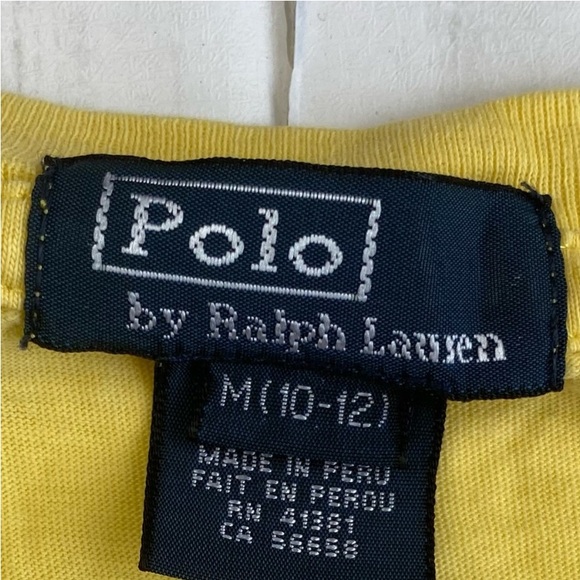 Polo
by Ralph Lauren
M(10-12)
MADE IN PERU
FAIT EN PEROU
RN 41381
CA 56658